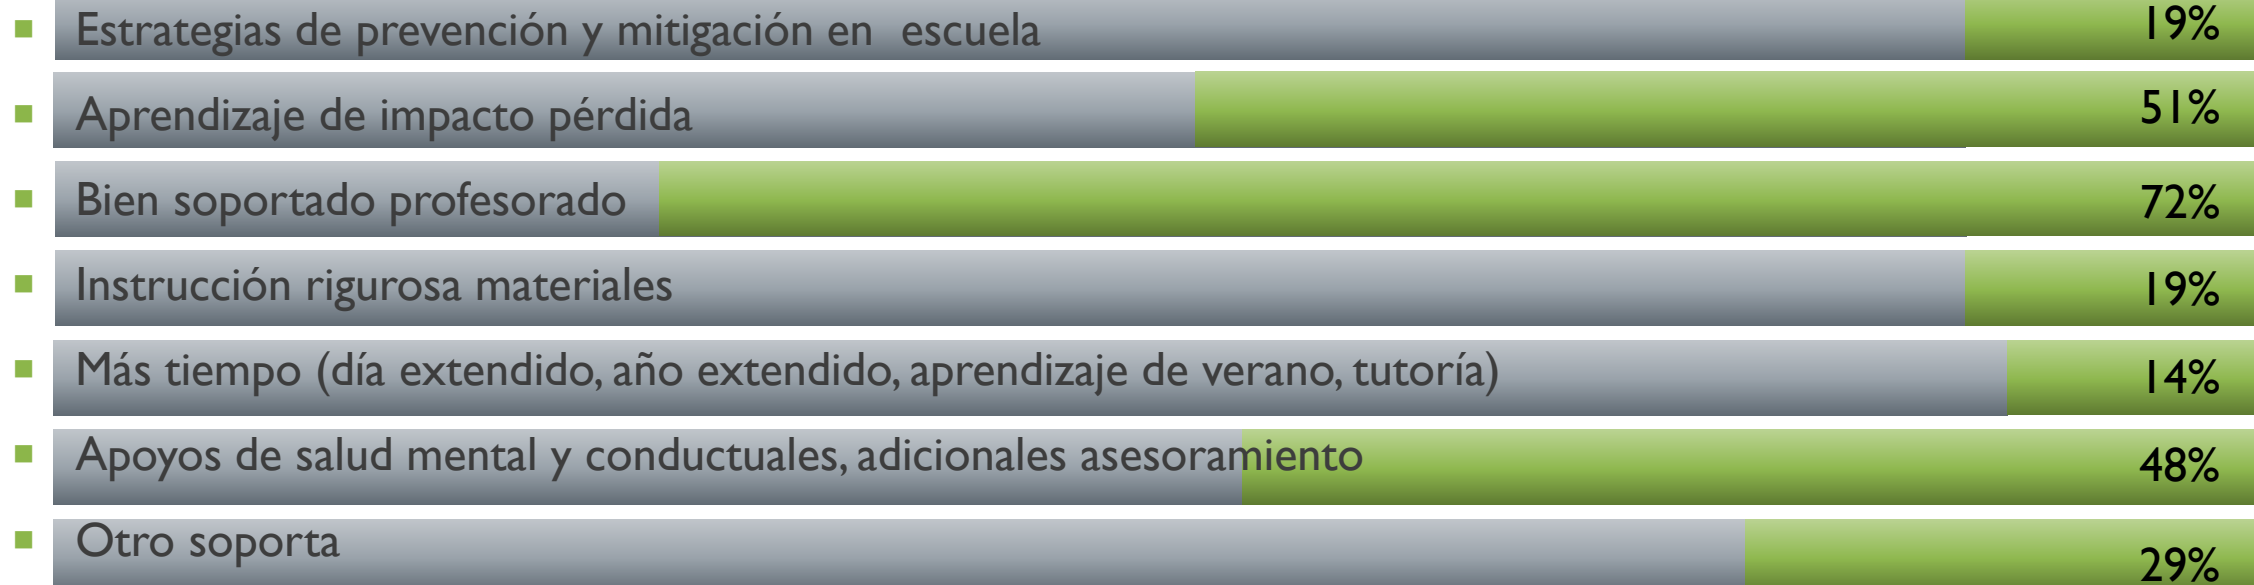 Estrategias de prevención y mitigación en escuela 19%
Aprendizaje de impacto pérdida 51%
Bien soportado profesorado 72%
Instrucción rigurosa materiales 19%
Más tiempo (día extendido, año extendido, aprendizaje de verano, tutoría) 14%
Apoyos de salud mental y conductuales, adicionales asesoramiento 48%
Otro soporta 29%